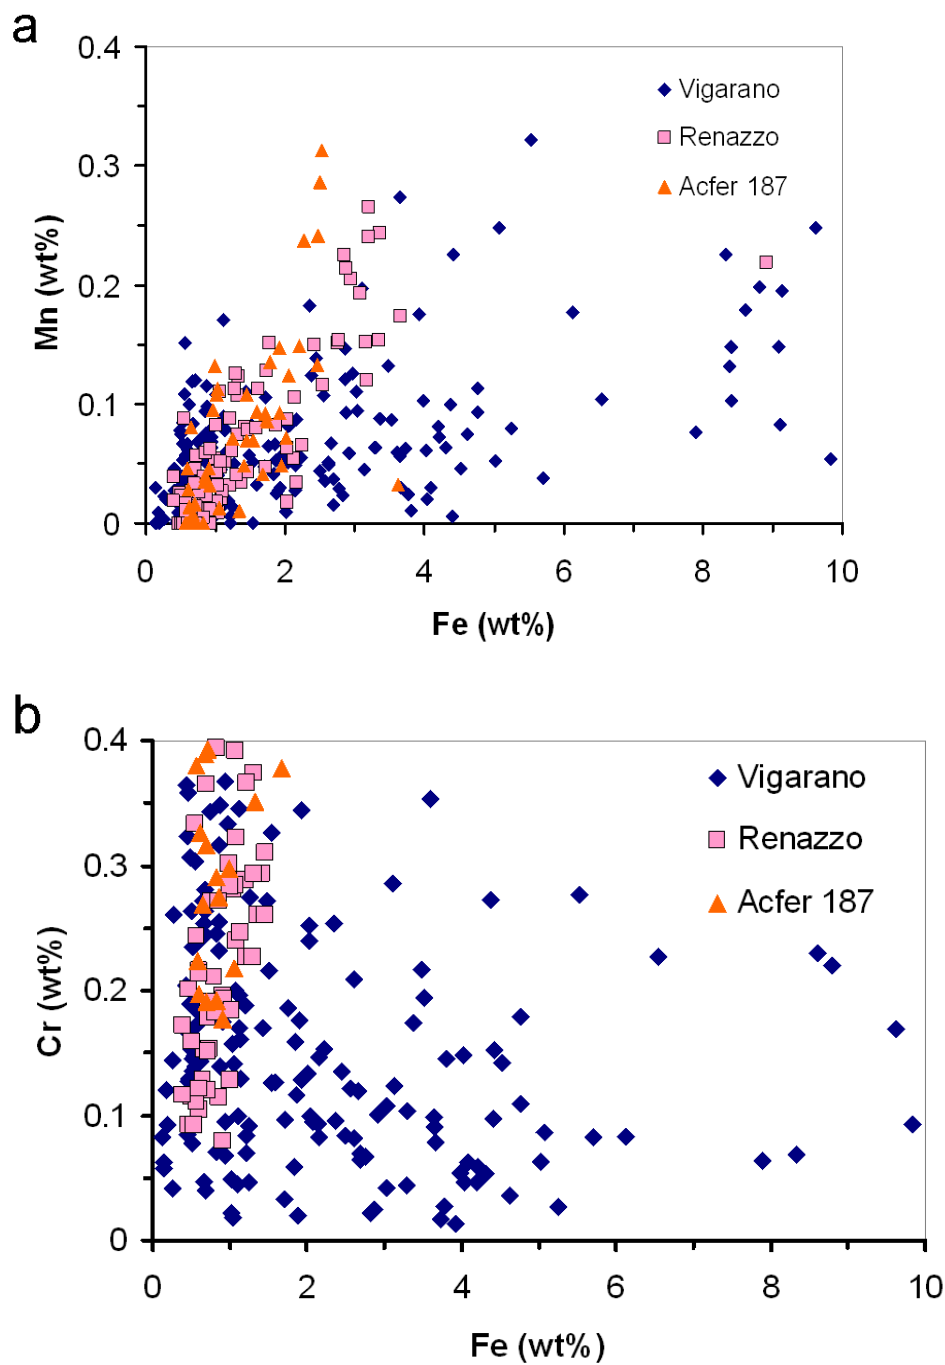 a
0.4
0.3
0.2
0.1
0
Mn (wt%)
Vigarano
Renazzo
Acfer 187
0 2 4 6 8 10
Fe (wt%)
b
0.4
0.3
0.2
0.1
0
Cr (wt%)
Vigarano
Renazzo
Acfer 187
0 2 4 6 8 10
Fe (wt%)